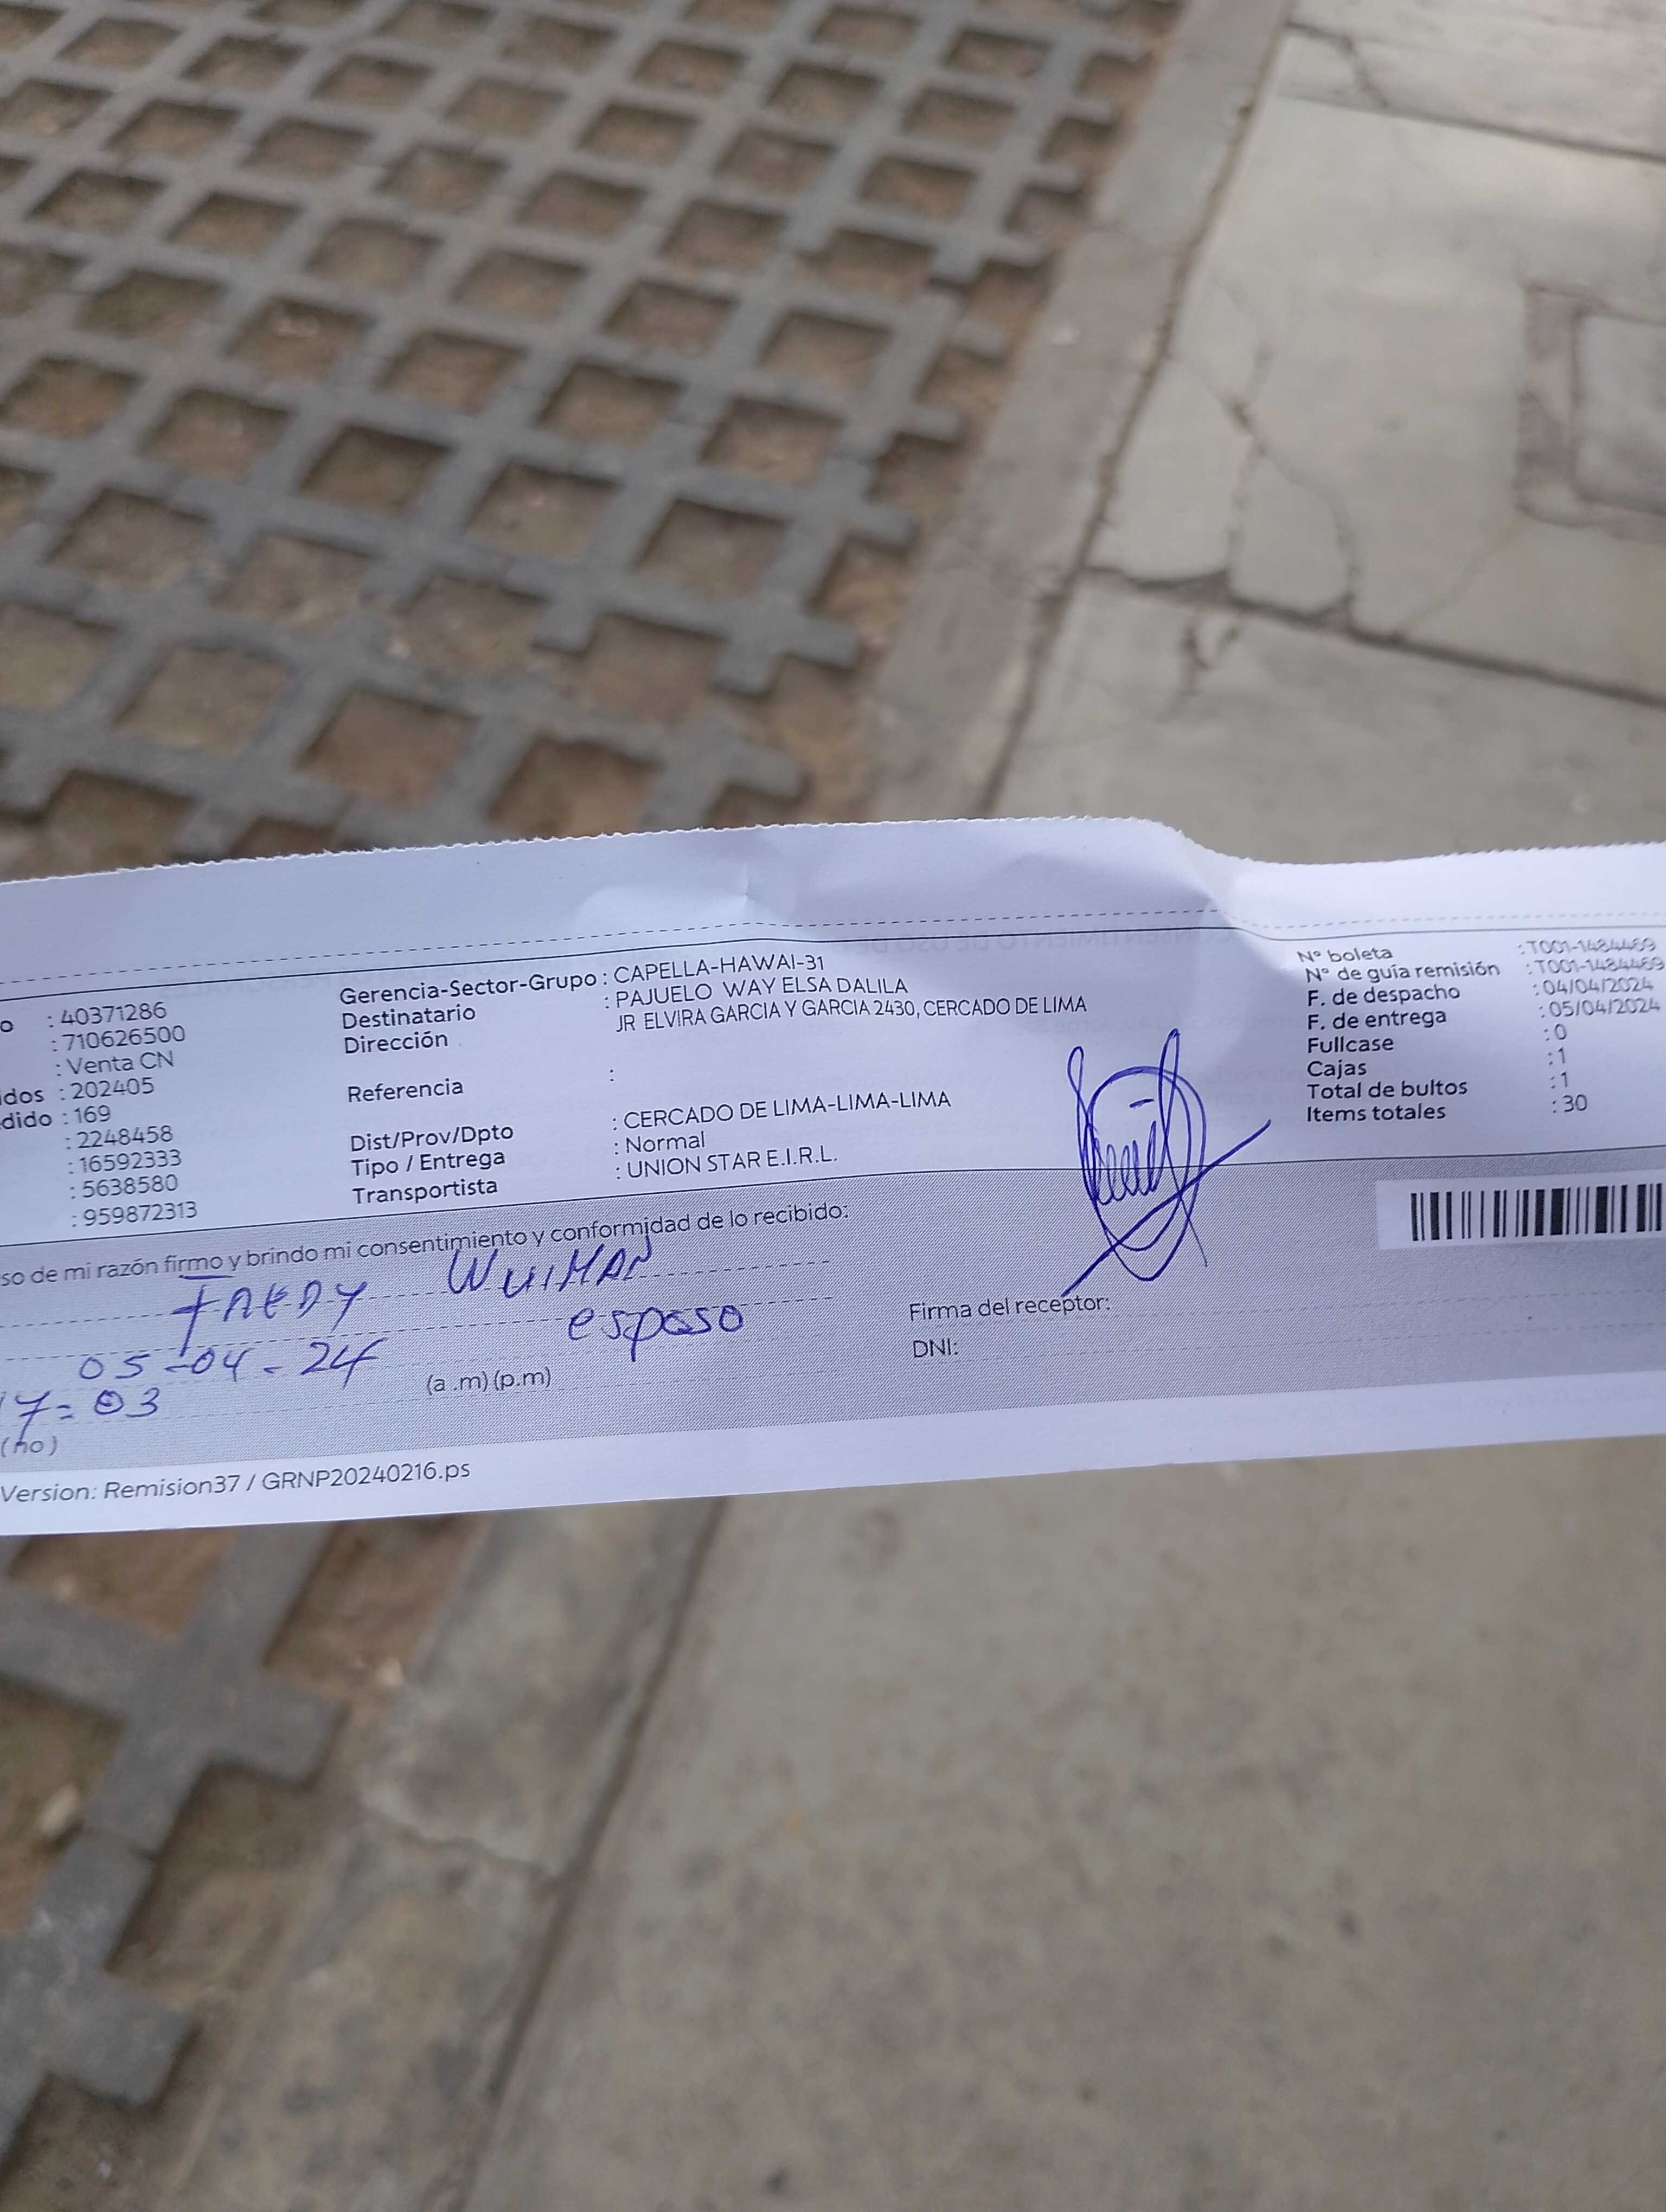 o : 40371286
: 710626500
: Venta CN
idos : 202405
dido : 169
: 2248458
: 16592333
: 5638580
: 959872313
Gerencia-Sector-Grupo : CAPELLA-HAWAI-31
Destinatario : PAJUELO WAY ELSA DALILA
Dirección JR ELVIRA GARCIA Y GARCIA 2430, CERCADO DE LIMA
Referencia :
Dist/Prov/Dpto : CERCADO DE LIMA-LIMA-LIMA
Tipo / Entrega : Normal
Transportista : UNION STAR E.I.R.L.
N° boleta : T001-1484469
N° de guía remisión : T001-1484469
F. de despacho : 04/04/2024
F. de entrega : 05/04/2024
Fullcase : 0
Cajas : 1
Total de bultos : 1
Items totales : 30
so de mi razón firmo y brindo mi consentimiento y conformidad de lo recibido:
FREDY WUIMAN
esposo
05-04-24
17=03 (a .m) (p.m)
(no)
Firma del receptor:
DNI:
Version: Remision37 / GRNP20240216.ps